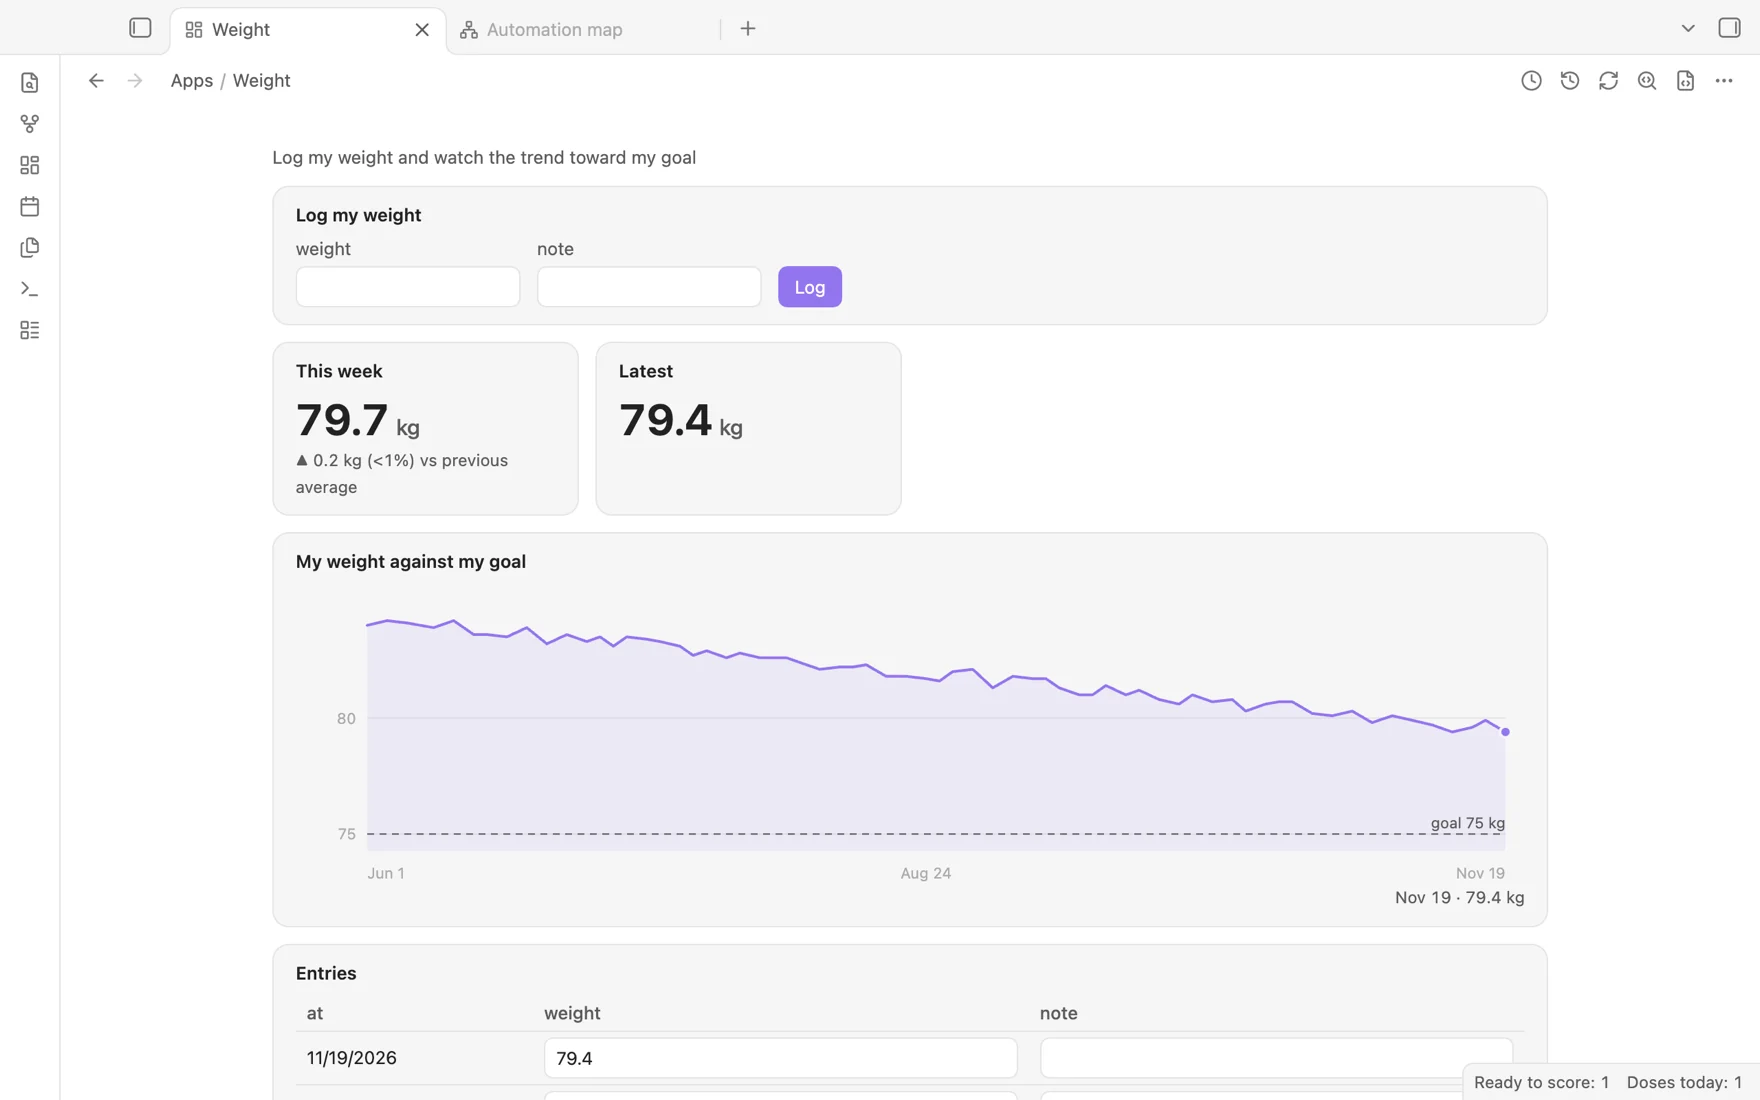 Weight
Automation map
Apps / Weight
Log my weight and watch the trend toward my goal
Log my weight
weight
note
Log
This week
79.7 kg
▲ 0.2 kg (<1%) vs previous
average
Latest
79.4 kg
My weight against my goal
80
75
goal 75 kg
Jun 1
Aug 24
Nov 19
Nov 19 · 79.4 kg
Entries
at
weight
note
11/19/2026
79.4
Ready to score: 1
Doses today: 1